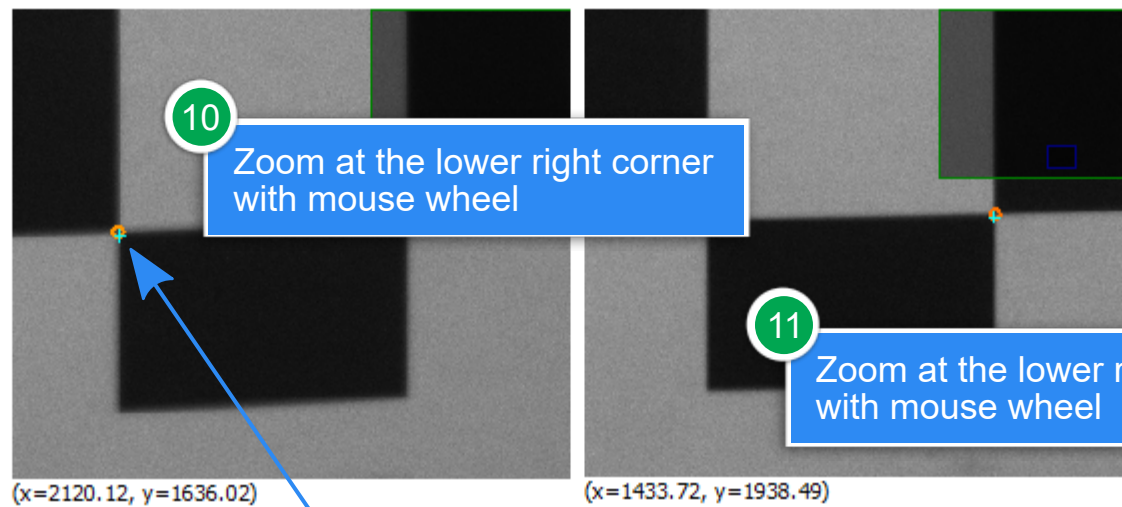 10
Zoom at the lower right corner
with mouse wheel
11
Zoom at the lower
with mouse wheel
(x=2120.12, y=1636.02)
(x=1433.72, y=1938.49)